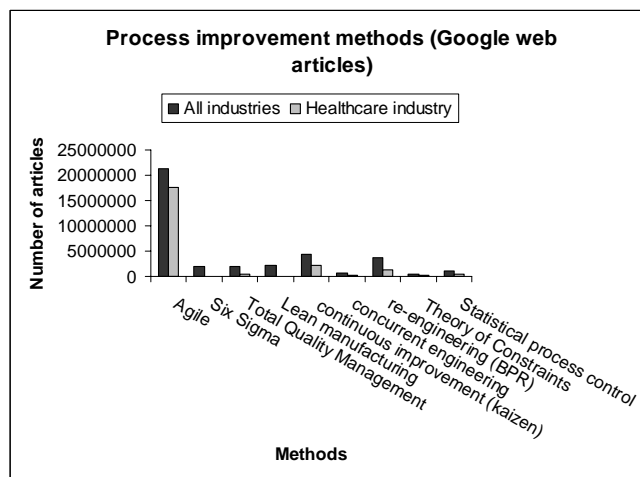 Process improvement methods (Google web
articles)
All industries
Healthcare industry
Number of articles
25000000
20000000
15000000
10000000
5000000
0
Agile
Six Sigma
Total Quality Management
Lean manufacturing
continuous improvement (kaizen)
concurrent engineering
re-engineering (BPR)
Theory of Constraints
Statistical process control
Methods